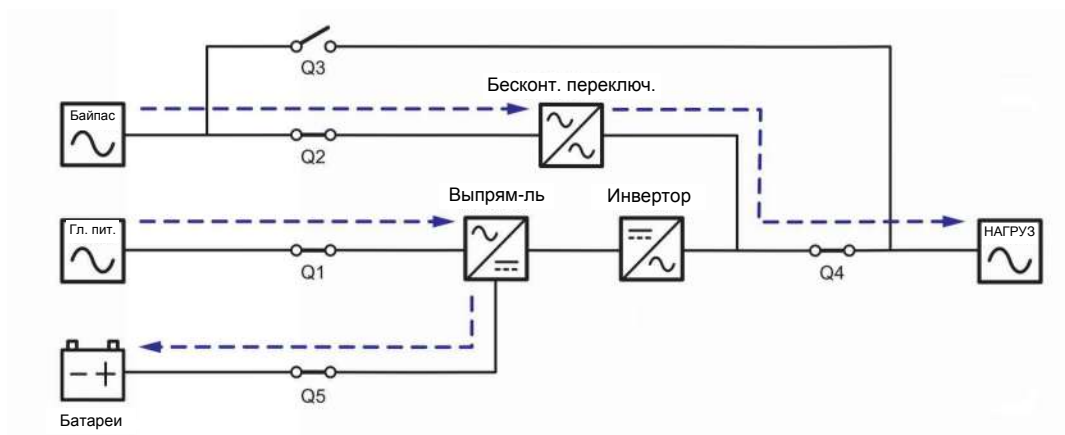 Q3
Бесконт. переключ.
Байпас
Q2
Выпрям-ль
Инвертор
Гл. пит.
НАГРУЗ
Q1
Q4
Q5
Батареи